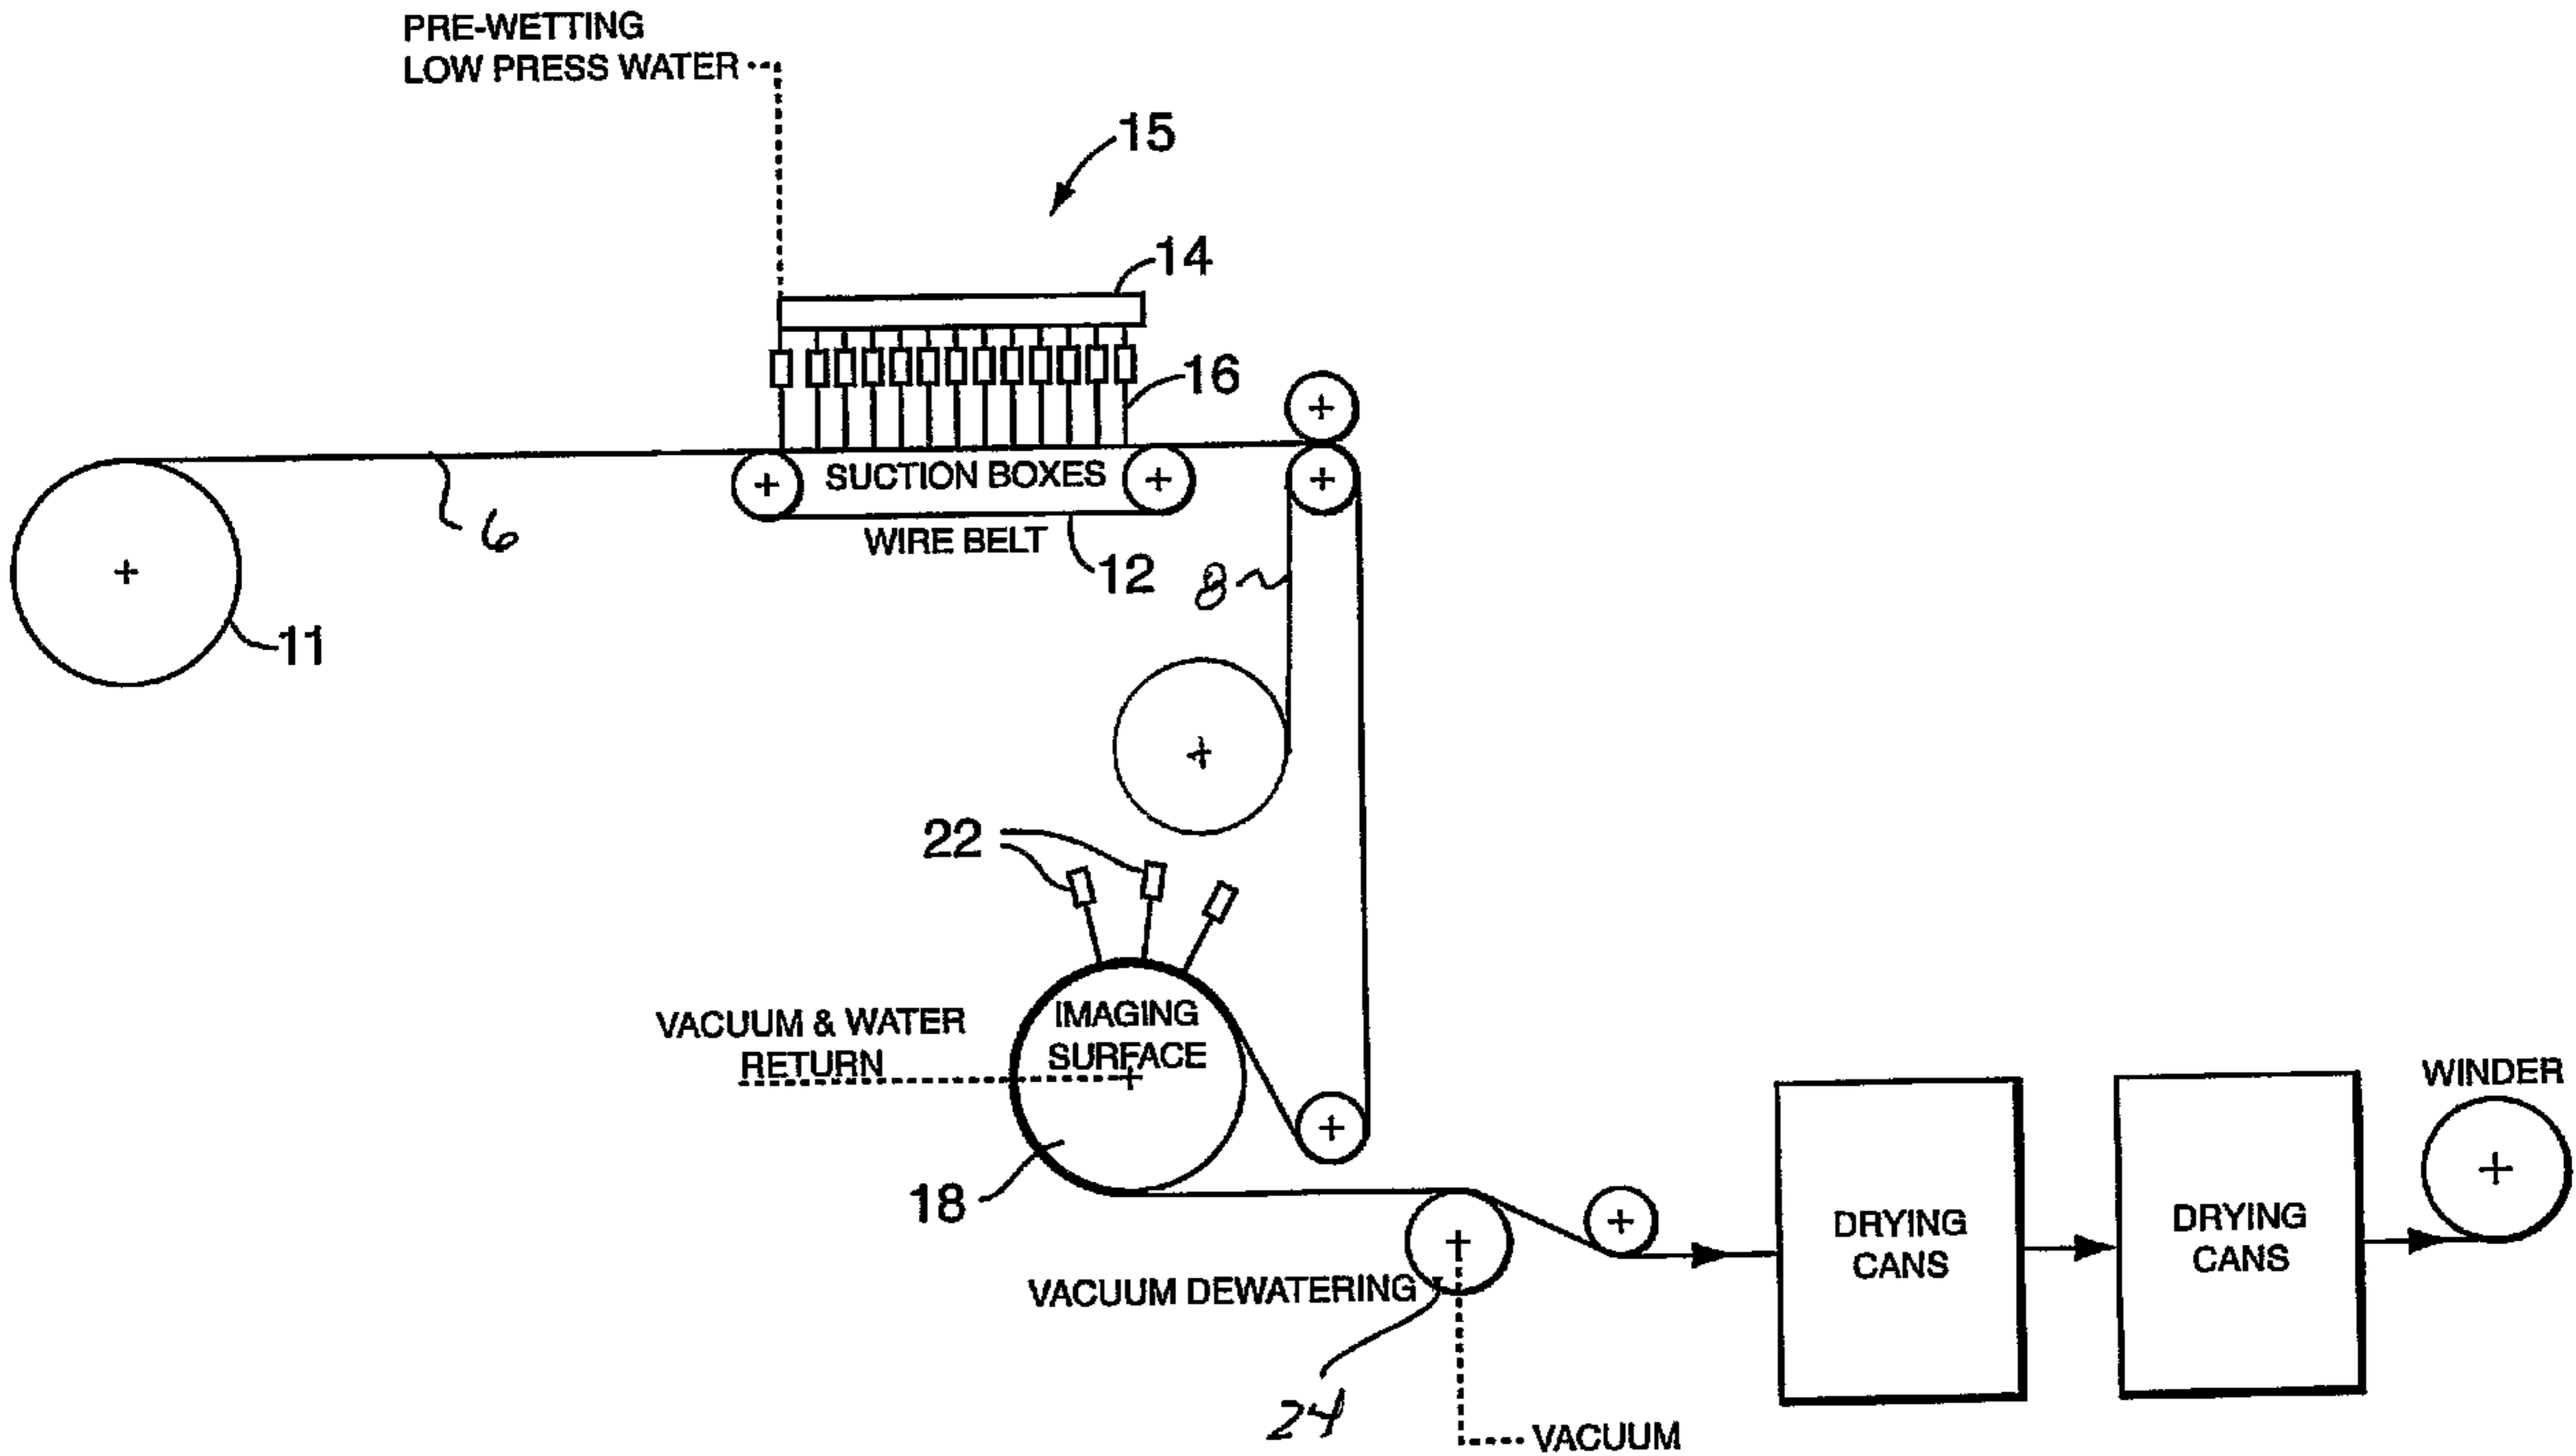 PRE-WETTING
LOW PRESS WATER
15
14
16
SUCTION BOXES
6
WIRE BELT
12
8
11
22
IMAGING
SURFACE
VACUUM & WATER
RETURN
18
WINDER
DRYING
CANS
DRYING
CANS
VACUUM DEWATERING
24
VACUUM